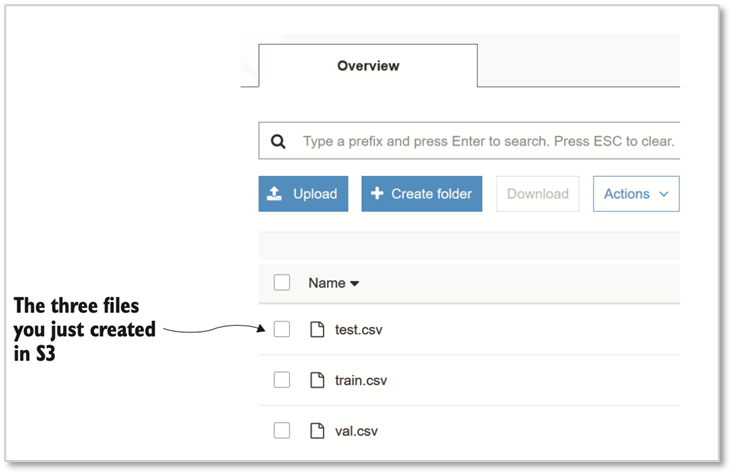 Overview
Type a prefix and press Enter to search. Press ESC to clear.
Upload
Create folder
Download
Actions
Name
The three files
you just created
in S3
test.csv
train.csv
val.csv